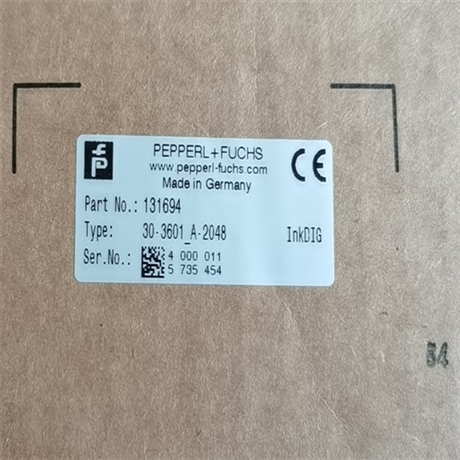 PEPPERL+FUCHS
www.pepperl-fuchs.com
Made in Germany
CE
Part No.: 131694
Type: 30-3601_A-2048 InkDIG
Ser.No.: 4 000 011
5 735 454